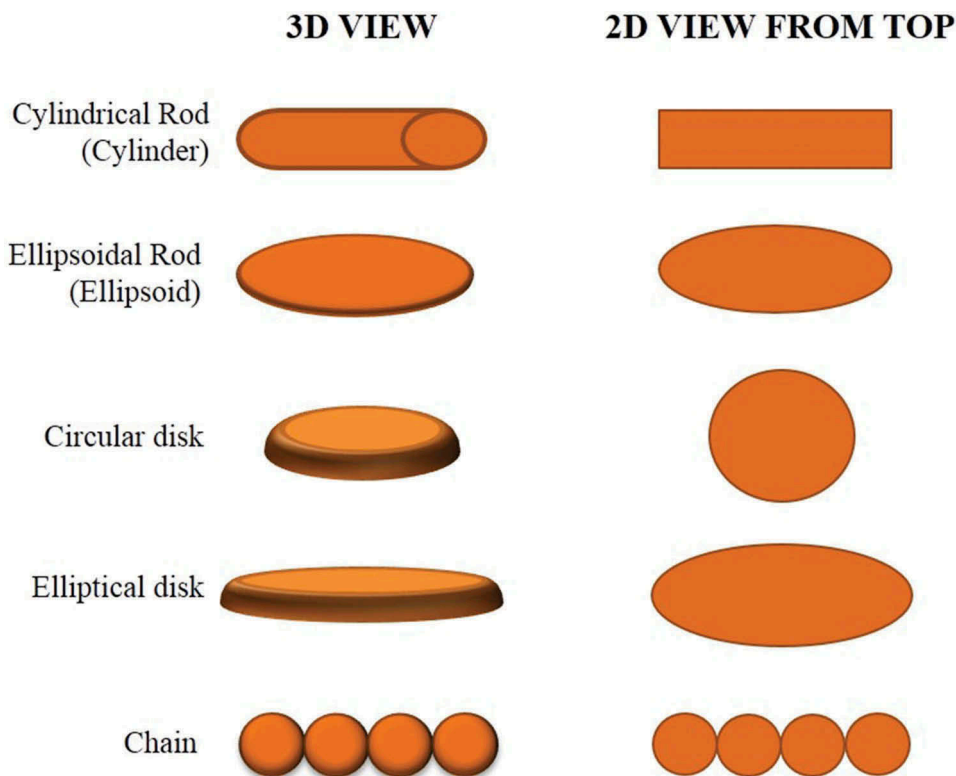 3D VIEW
2D VIEW FROM TOP
Cylindrical Rod
(Cylinder)
Ellipsoidal Rod
(Ellipsoid)
Circular disk
Elliptical disk
Chain